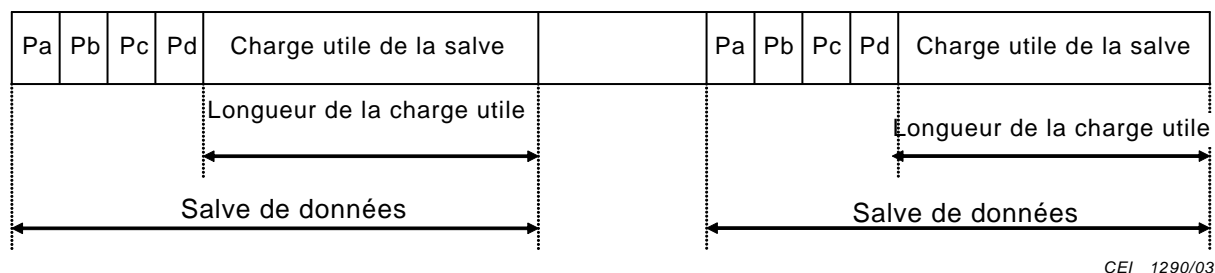 Pa Pb Pc Pd Charge utile de la salve Pa Pb Pc Pd Charge utile de la salve
Longueur de la charge utile
Longueur de la charge utile
Salve de données
Salve de données
CEI 1290/03